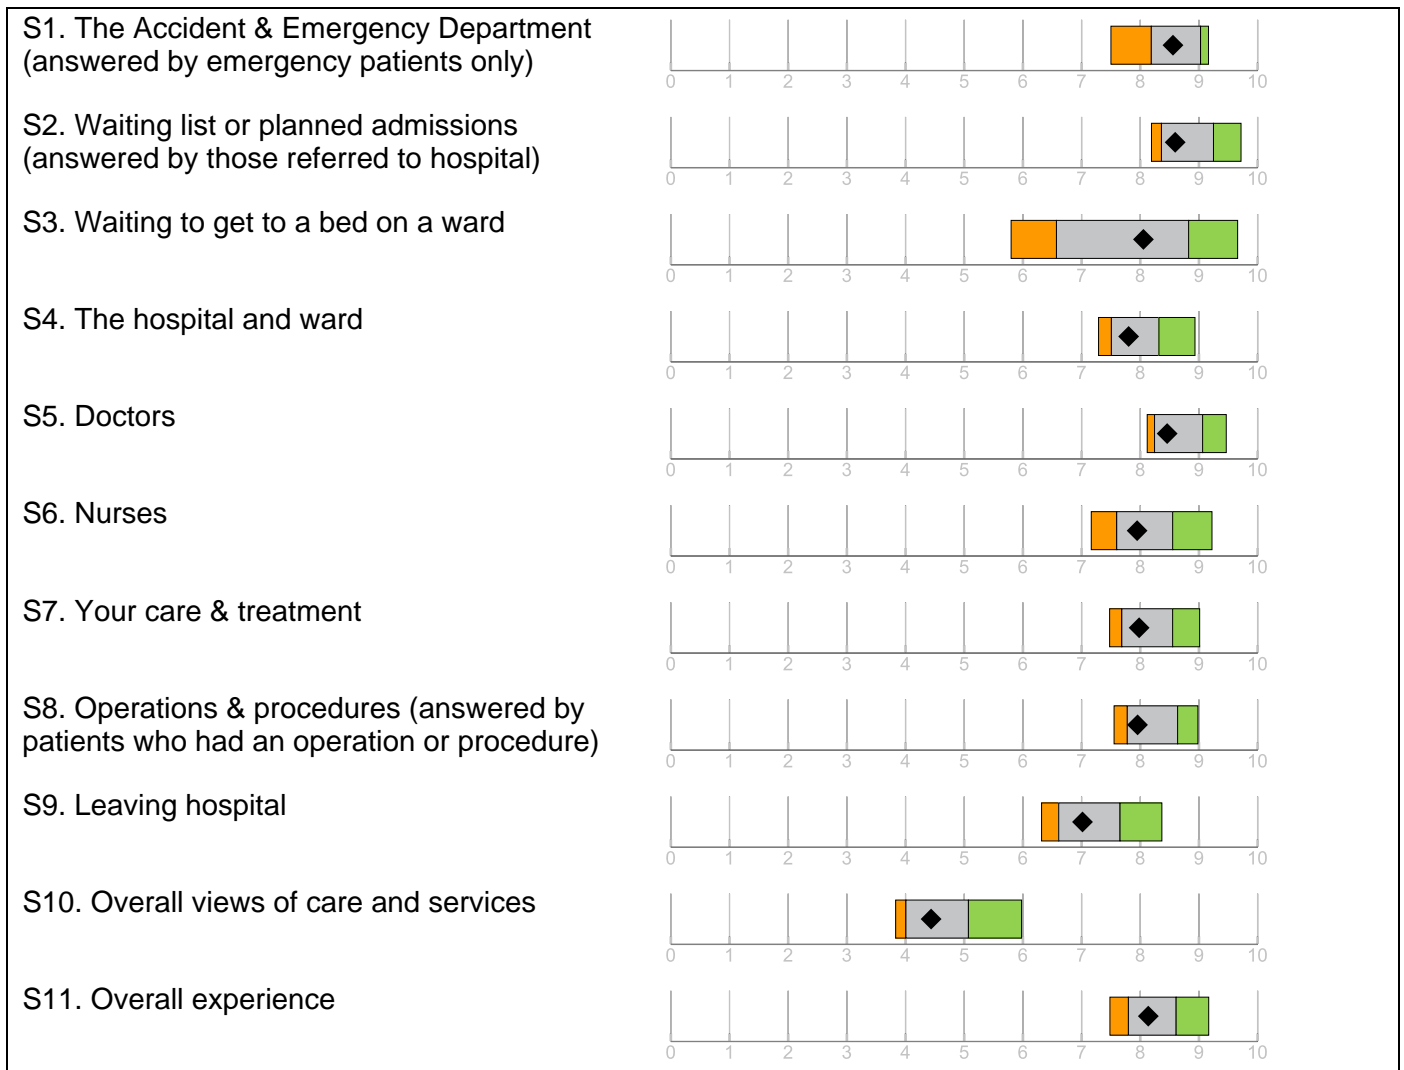 S1. The Accident & Emergency Department
(answered by emergency patients only)
0 1 2 3 4 5 6 7 8 9 10
S2. Waiting list or planned admissions
(answered by those referred to hospital)
0 1 2 3 4 5 6 7 8 9 10
S3. Waiting to get to a bed on a ward
0 1 2 3 4 5 6 7 8 9 10
S4. The hospital and ward
0 1 2 3 4 5 6 7 8 9 10
S5. Doctors
0 1 2 3 4 5 6 7 8 9 10
S6. Nurses
0 1 2 3 4 5 6 7 8 9 10
S7. Your care & treatment
0 1 2 3 4 5 6 7 8 9 10
S8. Operations & procedures (answered by
patients who had an operation or procedure)
0 1 2 3 4 5 6 7 8 9 10
S9. Leaving hospital
0 1 2 3 4 5 6 7 8 9 10
S10. Overall views of care and services
0 1 2 3 4 5 6 7 8 9 10
S11. Overall experience
0 1 2 3 4 5 6 7 8 9 10